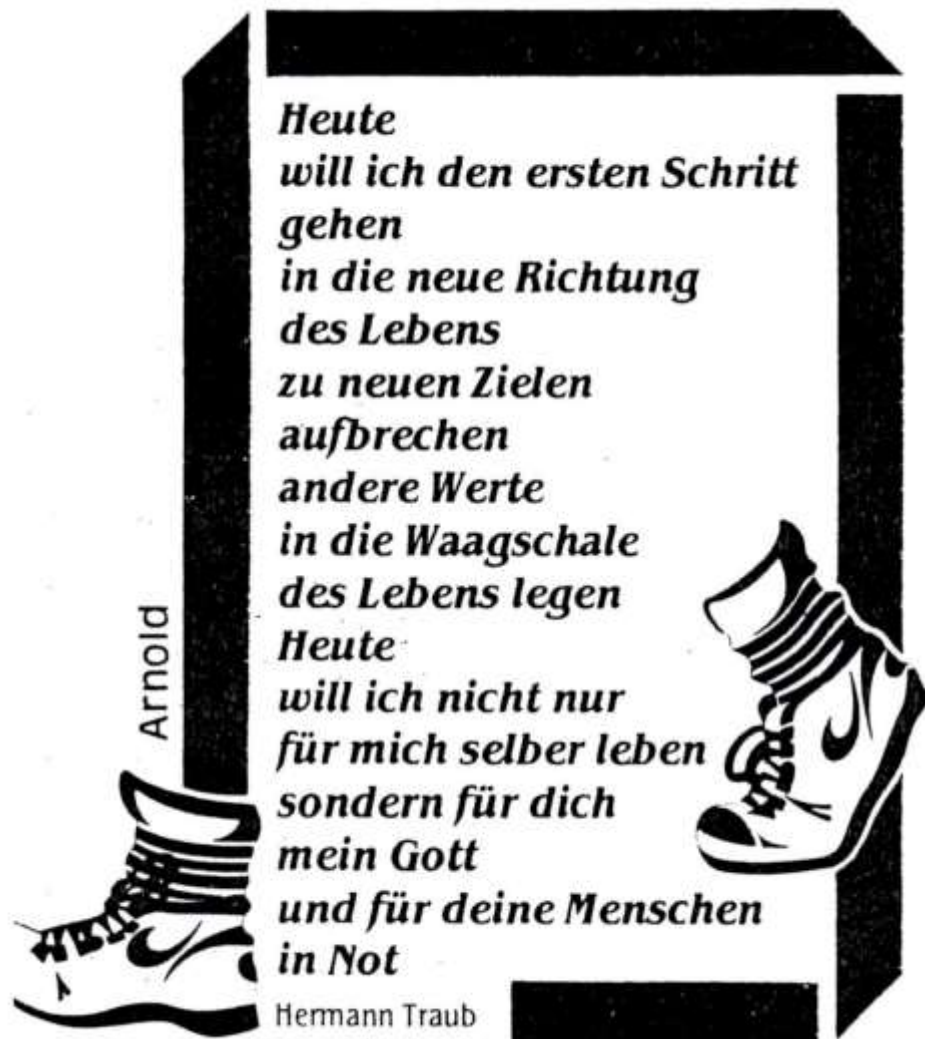 Heute
will ich den ersten Schritt
gehen
in die neue Richtung
des Lebens
zu neuen Zielen
aufbrechen
andere Werte
in die Waagschale
des Lebens legen
Heute
will ich nicht nur
für mich selber leben
sondern für dich
mein Gott
und für deine Menschen
in Not
Hermann Traub
Arnold